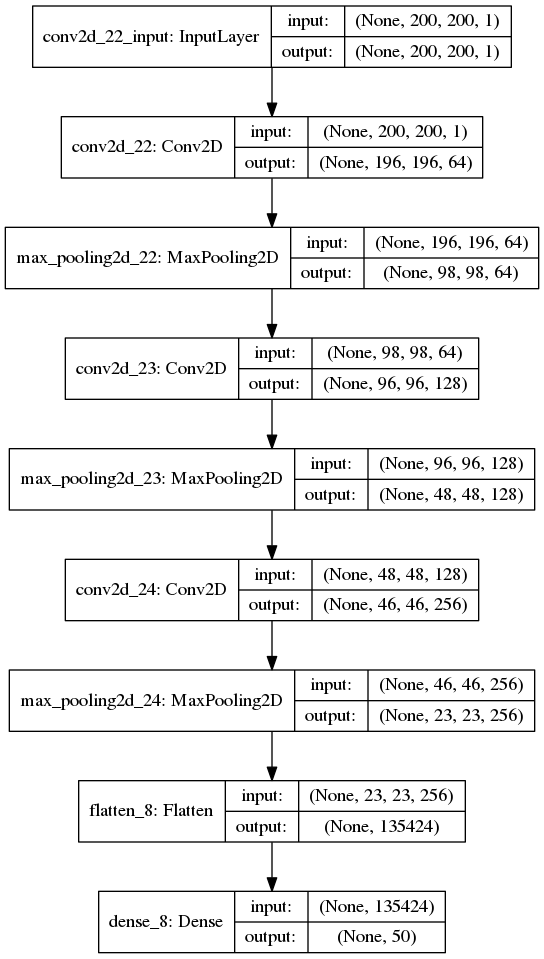 conv2d_22_input: InputLayer
input: (None, 200, 200, 1)
output: (None, 200, 200, 1)
conv2d_22: Conv2D
input: (None, 200, 200, 1)
output: (None, 196, 196, 64)
max_pooling2d_22: MaxPooling2D
input: (None, 196, 196, 64)
output: (None, 98, 98, 64)
conv2d_23: Conv2D
input: (None, 98, 98, 64)
output: (None, 96, 96, 128)
max_pooling2d_23: MaxPooling2D
input: (None, 96, 96, 128)
output: (None, 48, 48, 128)
conv2d_24: Conv2D
input: (None, 48, 48, 128)
output: (None, 46, 46, 256)
max_pooling2d_24: MaxPooling2D
input: (None, 46, 46, 256)
output: (None, 23, 23, 256)
flatten_8: Flatten
input: (None, 23, 23, 256)
output: (None, 135424)
dense_8: Dense
input: (None, 135424)
output: (None, 50)